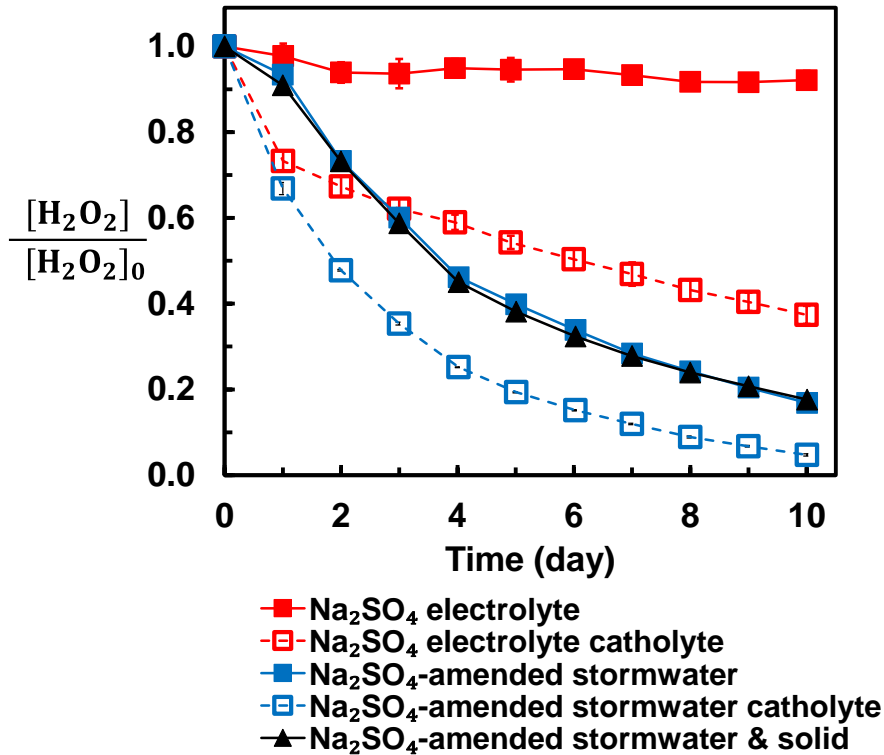 1.0
0.8
0.6
0.4
0.2
0.0
[H₂O₂]
[H₂O₂]₀
0 2 4 6 8 10
Time (day)
Na₂SO₄ electrolyte
Na₂SO₄ electrolyte catholyte
Na₂SO₄-amended stormwater
Na₂SO₄-amended stormwater catholyte
Na₂SO₄-amended stormwater & solid